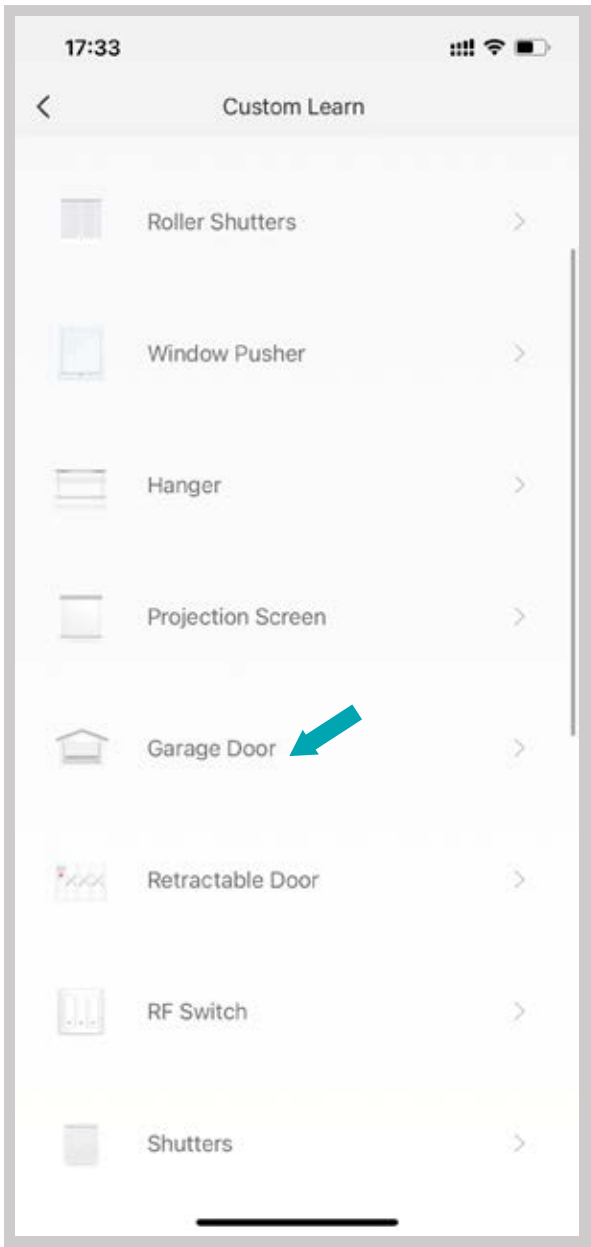 17:33
Custom Learn
Roller Shutters
Window Pusher
Hanger
Projection Screen
Garage Door
Retractable Door
RF Switch
Shutters